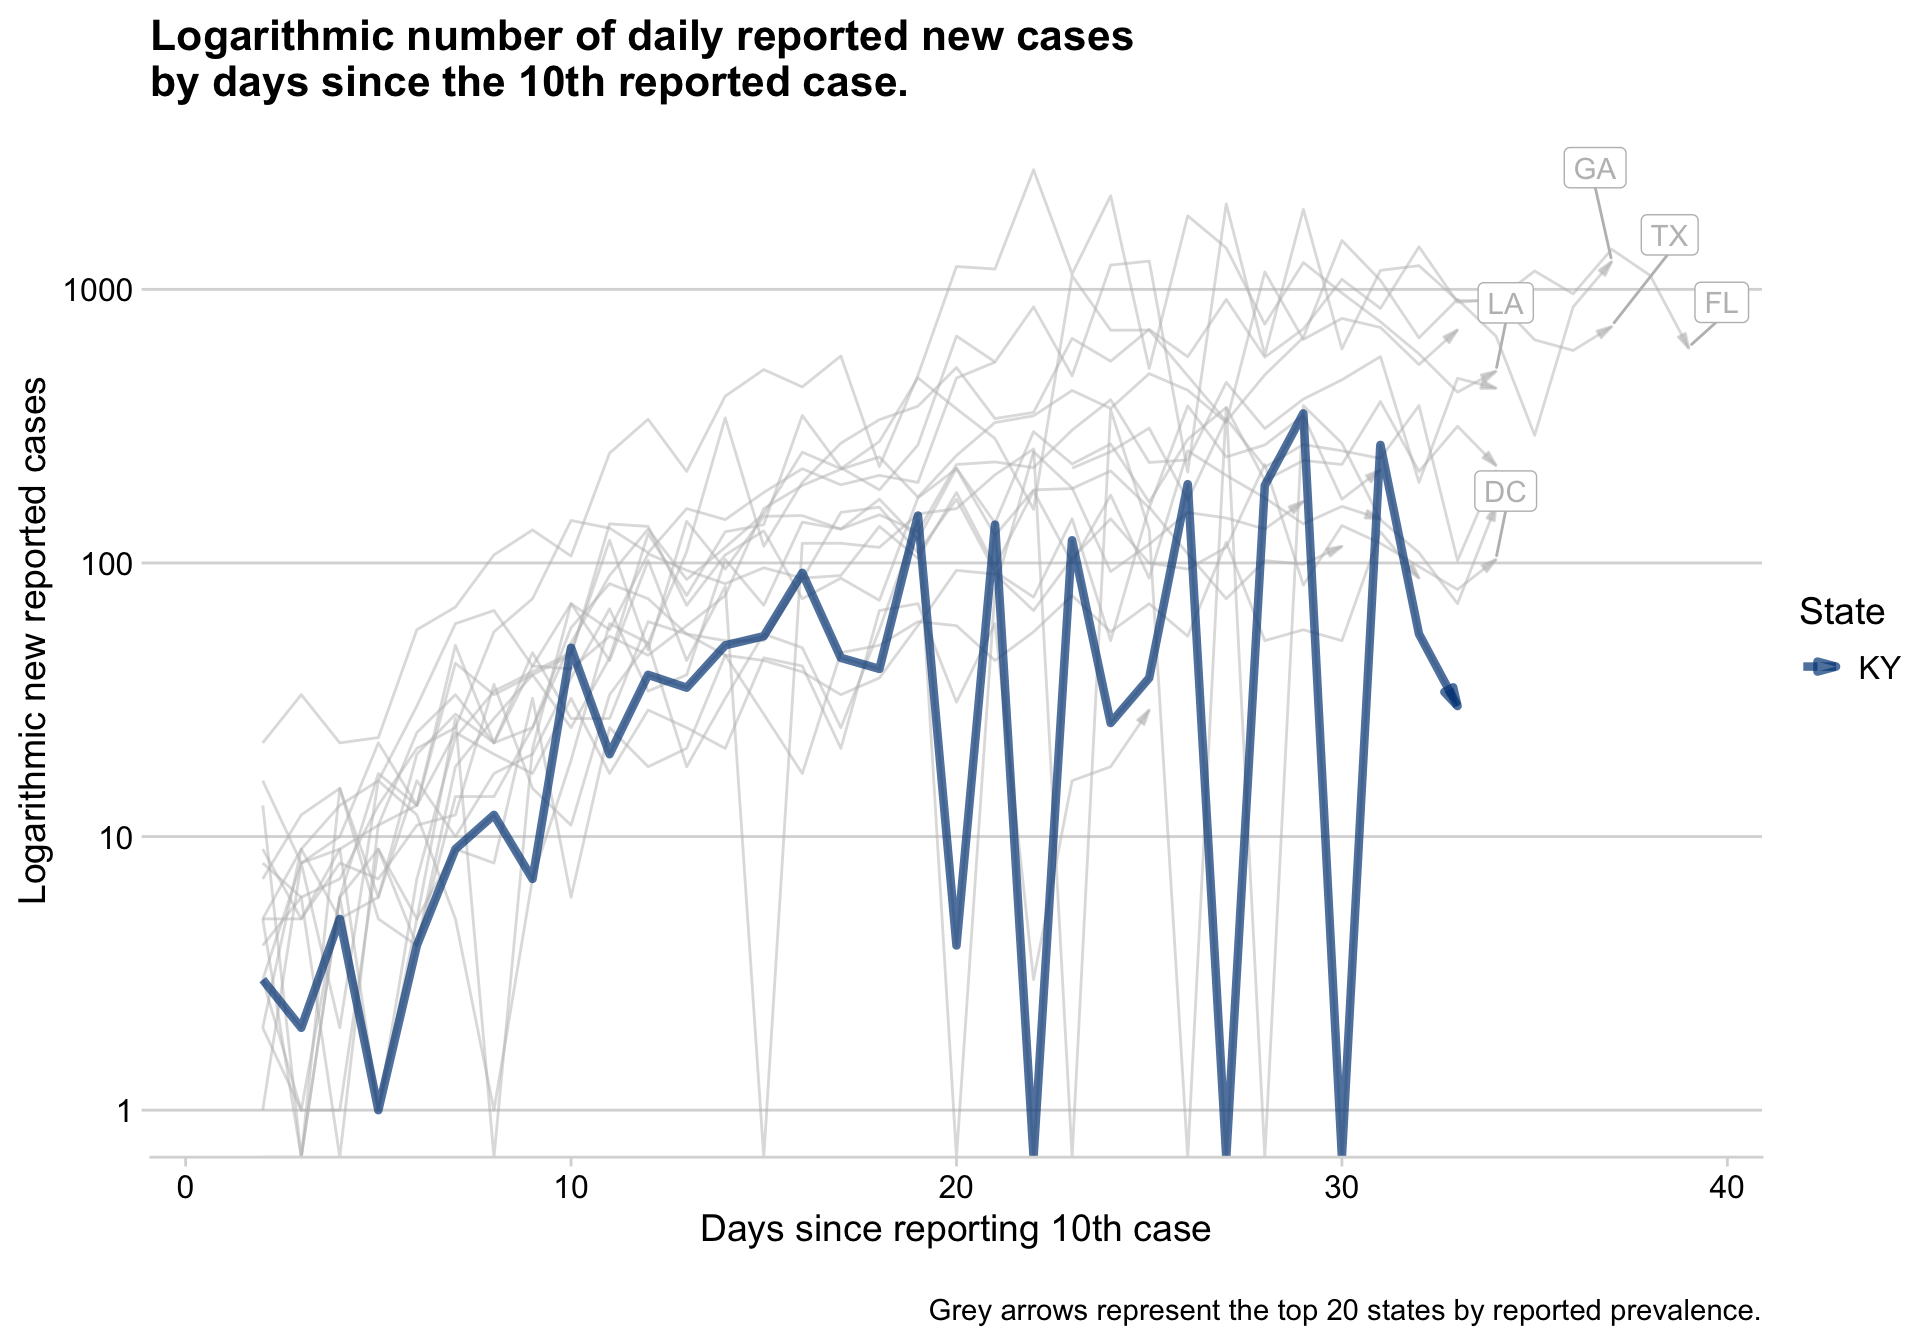 Logarithmic number of daily reported new cases
by days since the 10th reported case.
GA
TX
FL
LA
DC
1000
100
10
1
Logarithmic new reported cases
0 10 20 30 40
Days since reporting 10th case
State
KY
Grey arrows represent the top 20 states by reported prevalence.